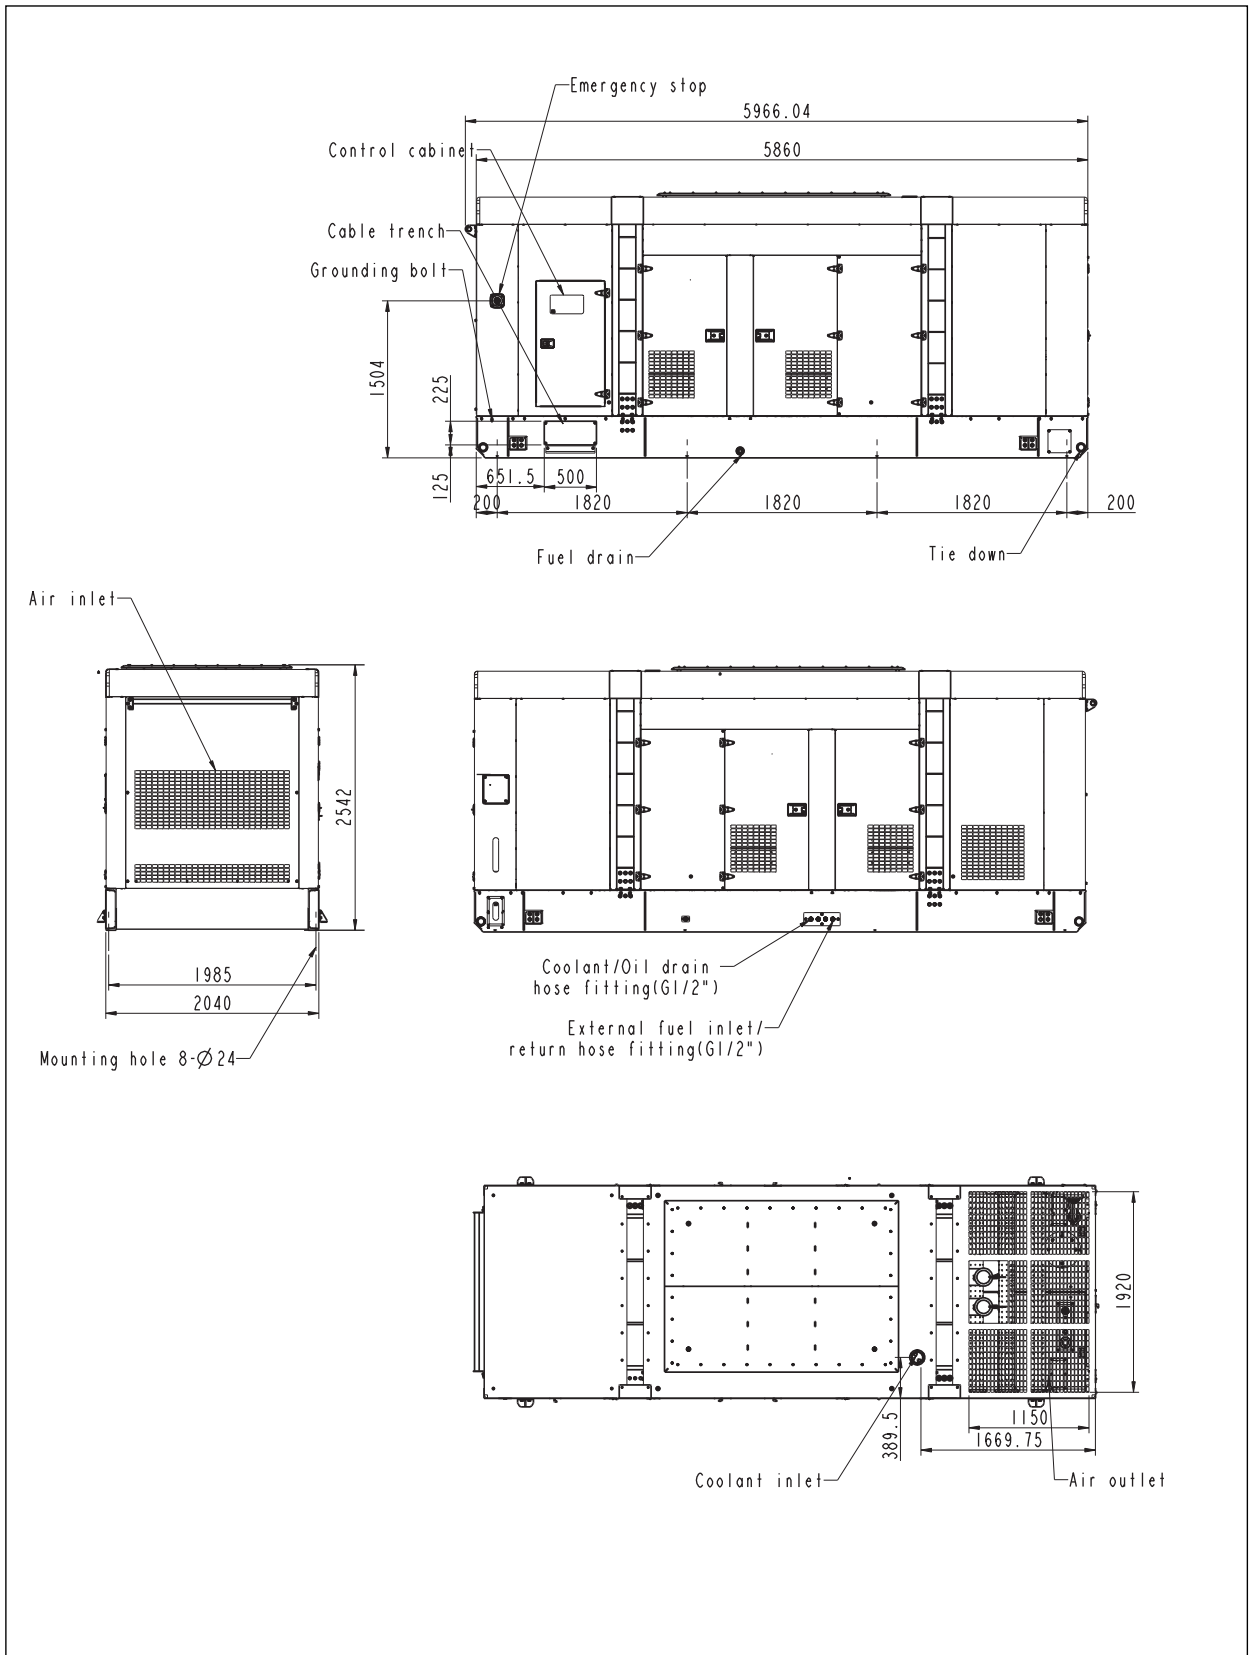 Emergency stop
5966.04
Control cabinet
5860
Cable trench
Grounding bolt
1504
225
125
651.5
500
200
1820
1820
1820
200
Fuel drain
Tie down
Air inlet
2542
1985
2040
Mounting hole 8-∅24
Coolant/Oil drain
hose fitting(G1/2")
External fuel inlet/
return hose fitting(G1/2")
1920
389.5
1150
1669.75
Coolant inlet
Air outlet